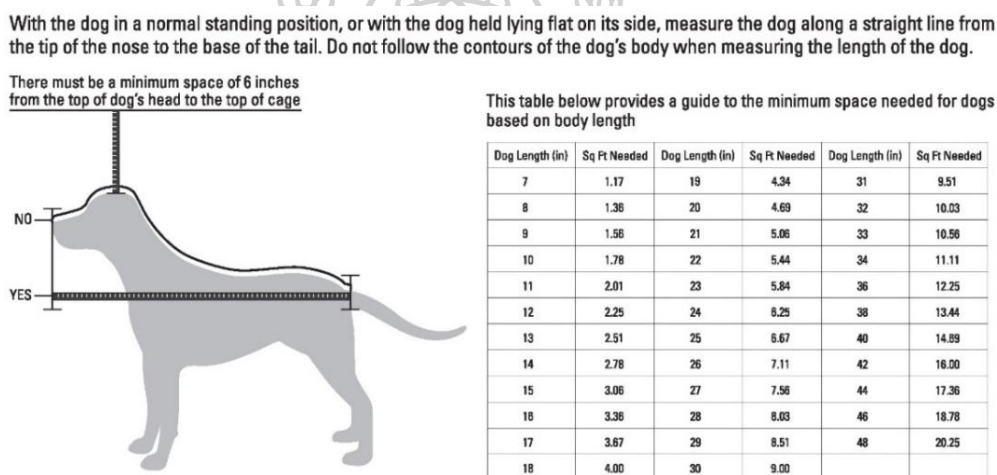 With the dog in a normal standing position, or with the dog held lying flat on its side, measure the dog along a straight line from
the tip of the nose to the base of the tail. Do not follow the contours of the dog's body when measuring the length of the dog.
There must be a minimum space of 6 inches
from the top of dog's head to the top of cage
NO
YES
This table below provides a guide to the minimum space needed for dogs
based on body length
Dog Length (in) Sq Ft Needed Dog Length (in) Sq Ft Needed Dog Length (in) Sq Ft Needed
7 1.17 19 4.34 31 9.51
8 1.36 20 4.69 32 10.03
9 1.56 21 5.06 33 10.56
10 1.78 22 5.44 34 11.11
11 2.01 23 5.84 36 12.25
12 2.25 24 6.25 38 13.44
13 2.51 25 6.67 40 14.69
14 2.78 26 7.11 42 16.00
15 3.06 27 7.56 44 17.36
16 3.36 28 8.03 46 18.78
17 3.67 29 8.51 48 20.25
18 4.00 30 9.00